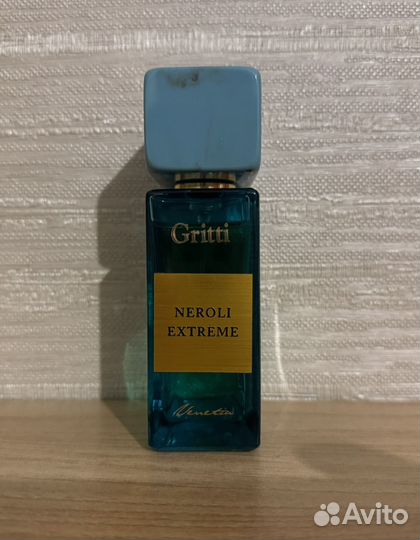 Gritti
NEROLI
EXTREME
Venetia
Avito